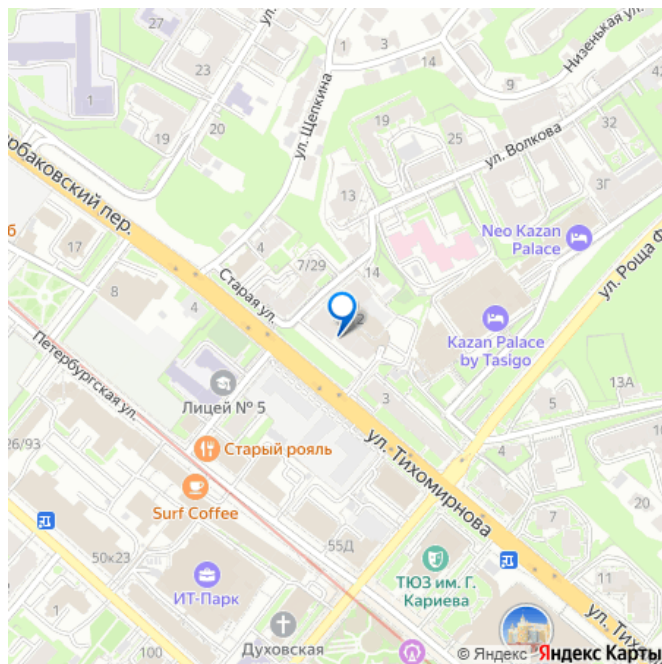 27
1
3
14
9
Низенькая ул.
23
ул. Щепкина
1
20
19
19
25
32
ул. Волкова
рбаковский пер.
13
3Г
б
17
4
7/29
14
Neo Kazan
Palace
ул. Роща Ф
8
4
Старая ул.
2
Kazan Palace
by Tasigo
Петербургская ул.
Лицей № 5
3
13А
5
26/93
Старый рояль
ул. Тихомирнова
Surf Coffee
20
7
50к23
55Д
ИТ-Парк
ТЮЗ им. Г.
Кариева
11
1
ул. Ти
100
Духовская
© Яндекс Яндекс Карты